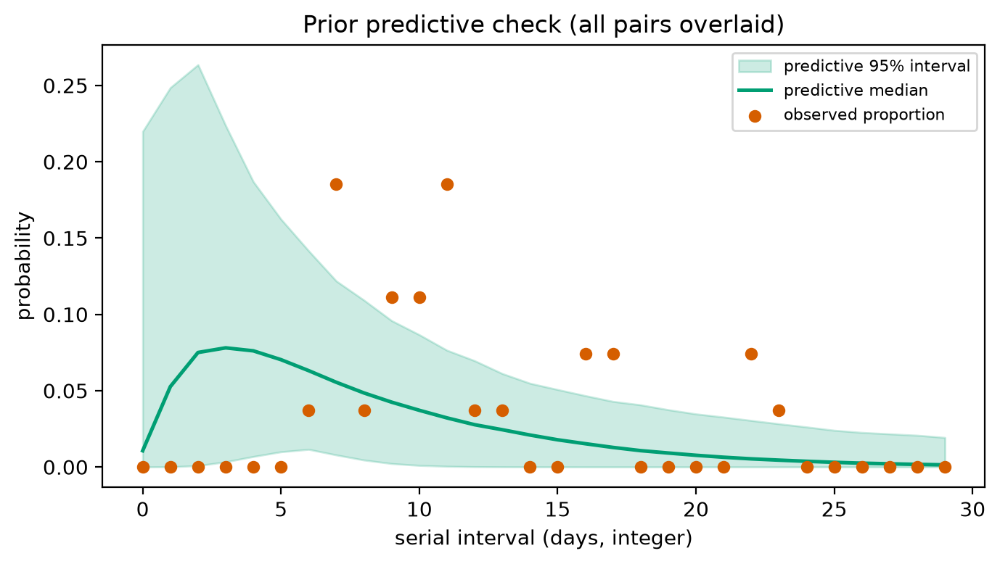 Prior predictive check (all pairs overlaid)
predictive 95% interval
predictive median
observed proportion
probability
0.25
0.20
0.15
0.10
0.05
0.00
0 5 10 15 20 25 30
serial interval (days, integer)